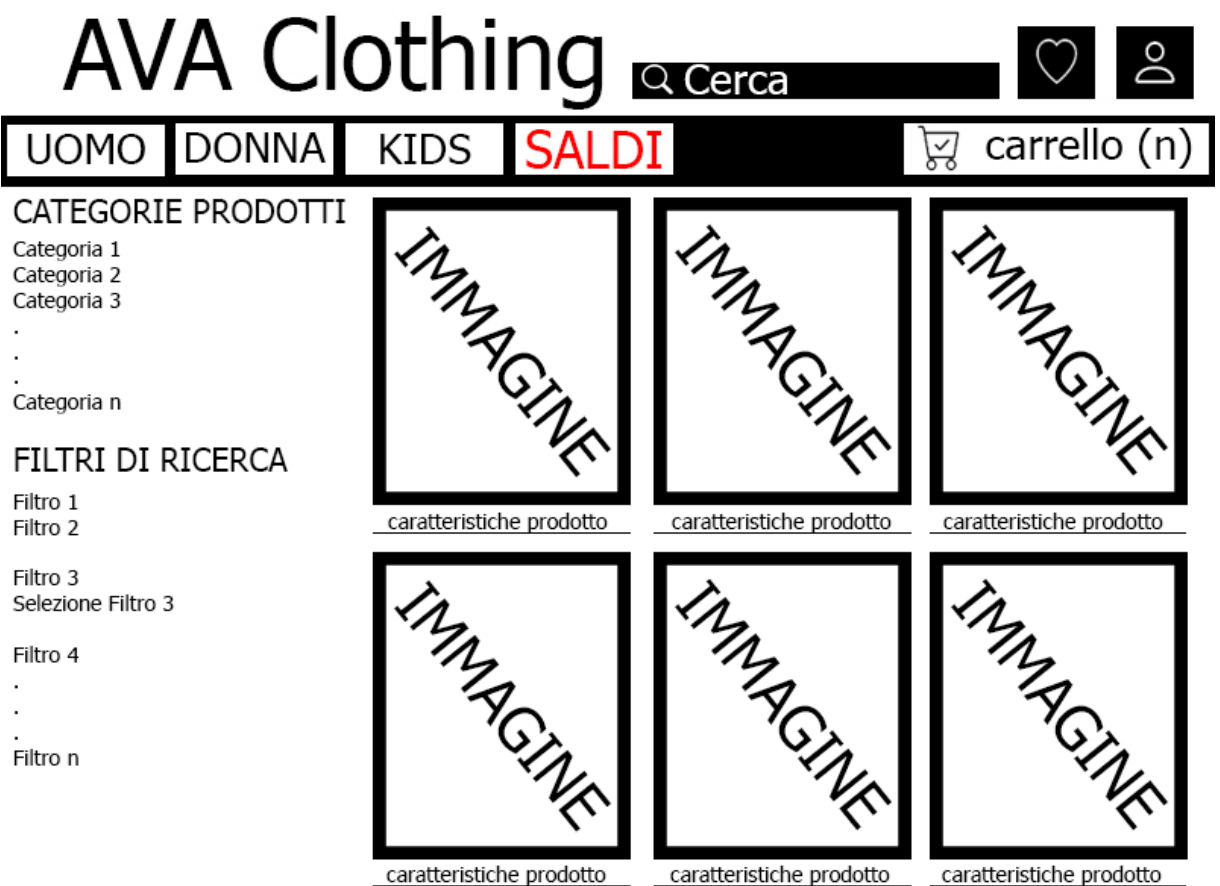 AVA Clothing
Cerca
UOMO DONNA KIDS SALDI carrello (n)
CATEGORIE PRODOTTI
Categoria 1
Categoria 2
Categoria 3
.
.
.
Categoria n
FILTRI DI RICERCA
Filtro 1
Filtro 2
Filtro 3
Selezione Filtro 3
Filtro 4
.
.
.
Filtro n
IMMAGINE IMMAGINE IMMAGINE
caratteristiche prodotto caratteristiche prodotto caratteristiche prodotto
IMMAGINE IMMAGINE IMMAGINE
caratteristiche prodotto caratteristiche prodotto caratteristiche prodotto